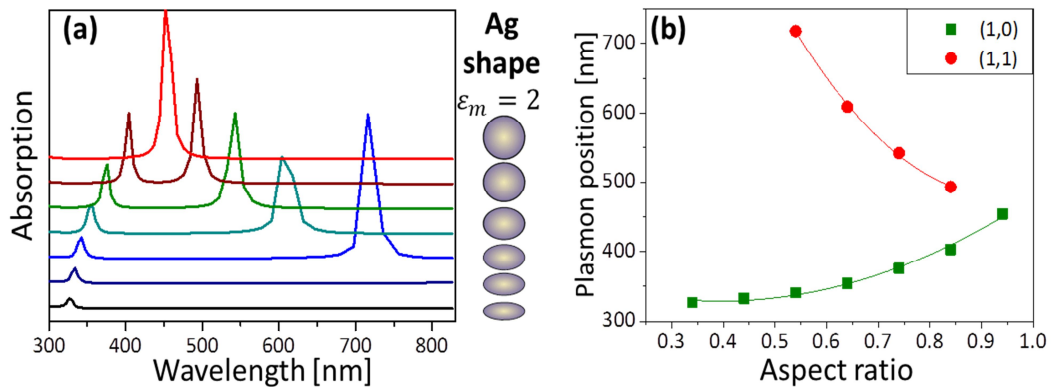 (a)
Absorption
300 400 500 600 700 800
Wavelength [nm]
Ag
shape
εₘ = 2
(b)
(1,0)
(1,1)
Plasmon position [nm]
700
600
500
400
300
0.3 0.4 0.5 0.6 0.7 0.8 0.9 1.0
Aspect ratio